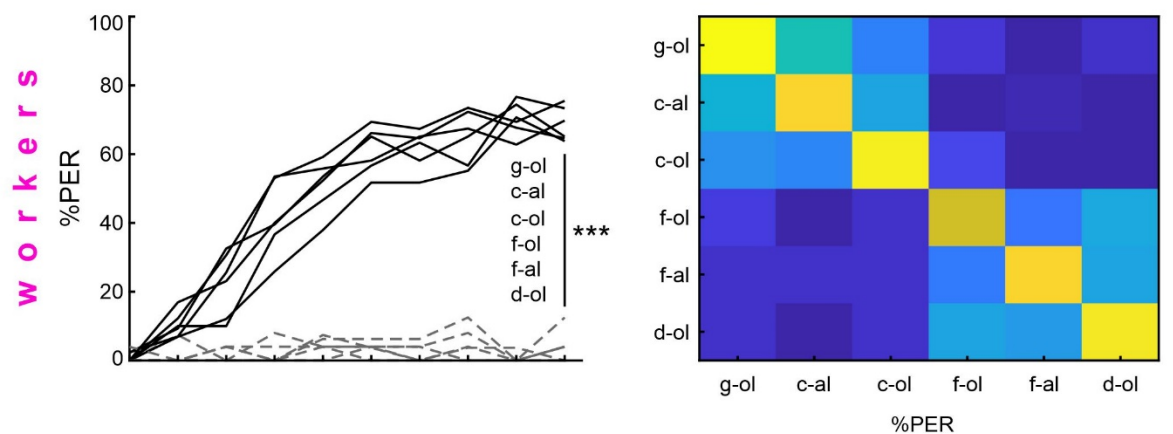 workers
%PER
100
80
60
40
20
0
g-ol
c-al
c-ol
f-ol
f-al
d-ol
***
g-ol
c-al
c-ol
f-ol
f-al
d-ol
g-ol c-al c-ol f-ol f-al d-ol
%PER